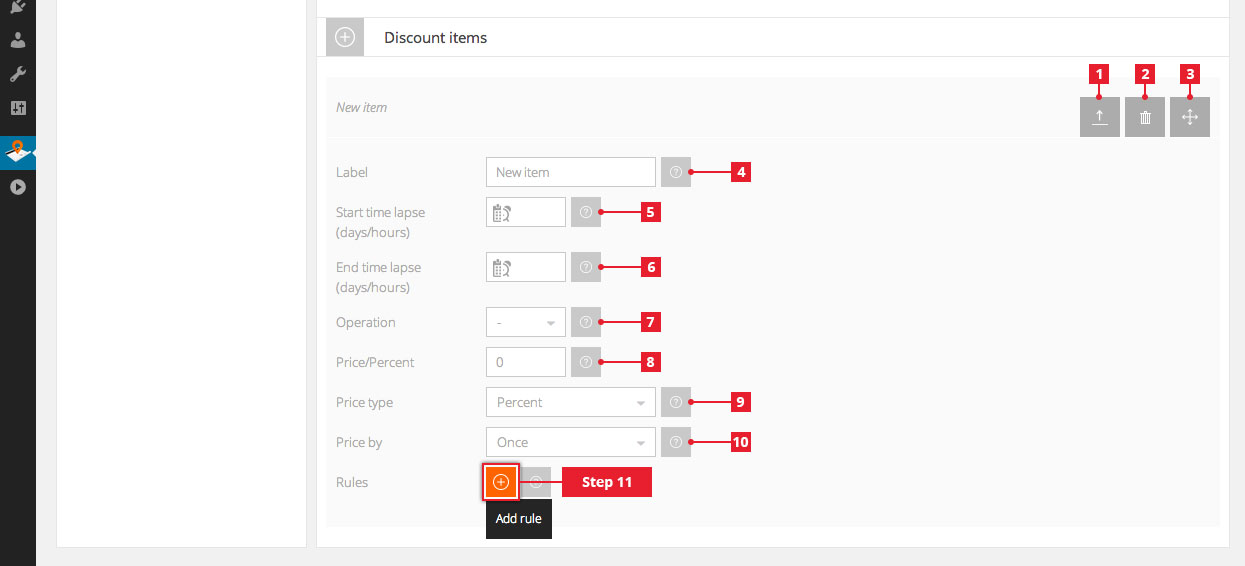 Discount items
1 2 3
New item
Label New item 4
Start time lapse
(days/hours) 5
End time lapse
(days/hours) 6
Operation - 7
Price/Percent 0 8
Price type Percent 9
Price by Once 10
Rules Step 11
Add rule